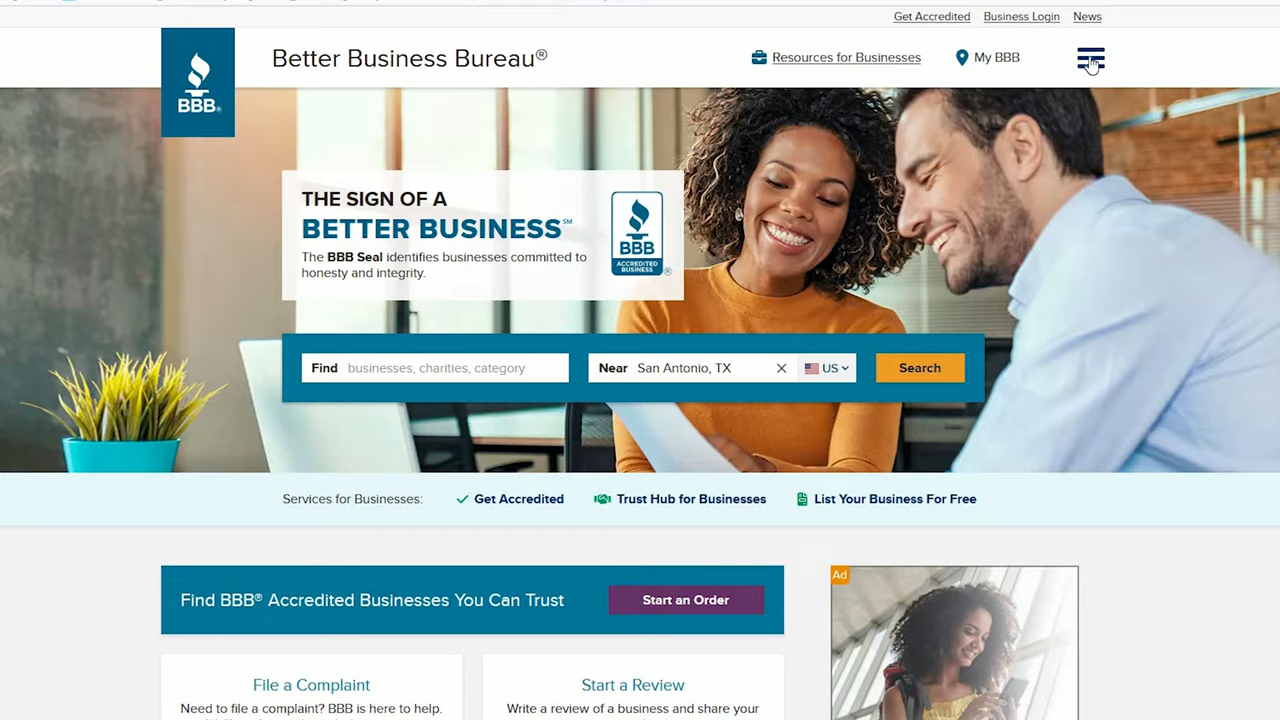 Get Accredited Business Login News
BBB®
Better Business Bureau®
Resources for Businesses
My BBB
THE SIGN OF A
BETTER BUSINESS℠
The BBB Seal identifies businesses committed to
honesty and integrity.
BBB
ACCREDITED
BUSINESS
®
Find businesses, charities, category
Near San Antonio, TX
US
Search
Services for Businesses: Get Accredited Trust Hub for Businesses List Your Business For Free
Find BBB® Accredited Businesses You Can Trust
Start an Order
Ad
File a Complaint
Need to file a complaint? BBB is here to help.
Start a Review
Write a review of a business and share your